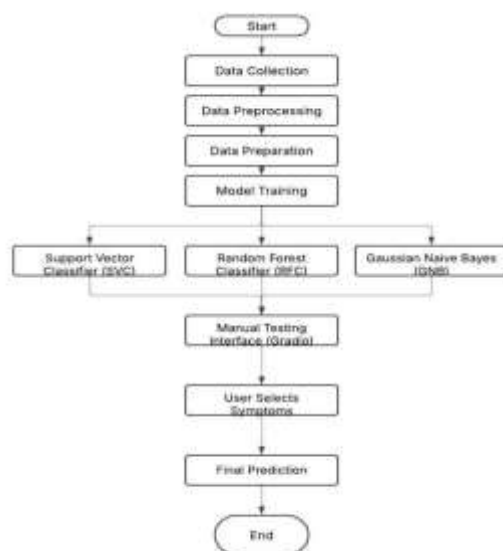 Start
Data Collection
Data Preprocessing
Data Preparation
Model Training
Support Vector
Classifier (SVC)
Random Forest
Classifier (RFC)
Gaussian Naive Bayes
(GNB)
Manual Testing
Interface (Gradio)
User Selects
Symptoms
Final Prediction
End